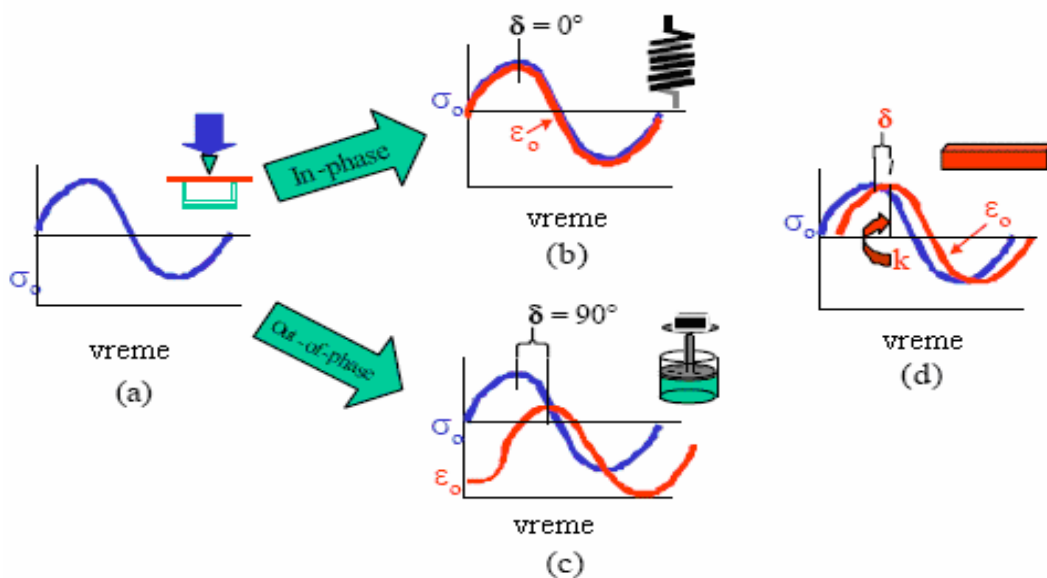 σₒ
vreme
(a)
In-phase
Out-of-phase
δ = 0°
σₒ
εₒ
vreme
(b)
δ = 90°
σₒ
εₒ
vreme
(c)
δ
σₒ
εₒ
k
vreme
(d)